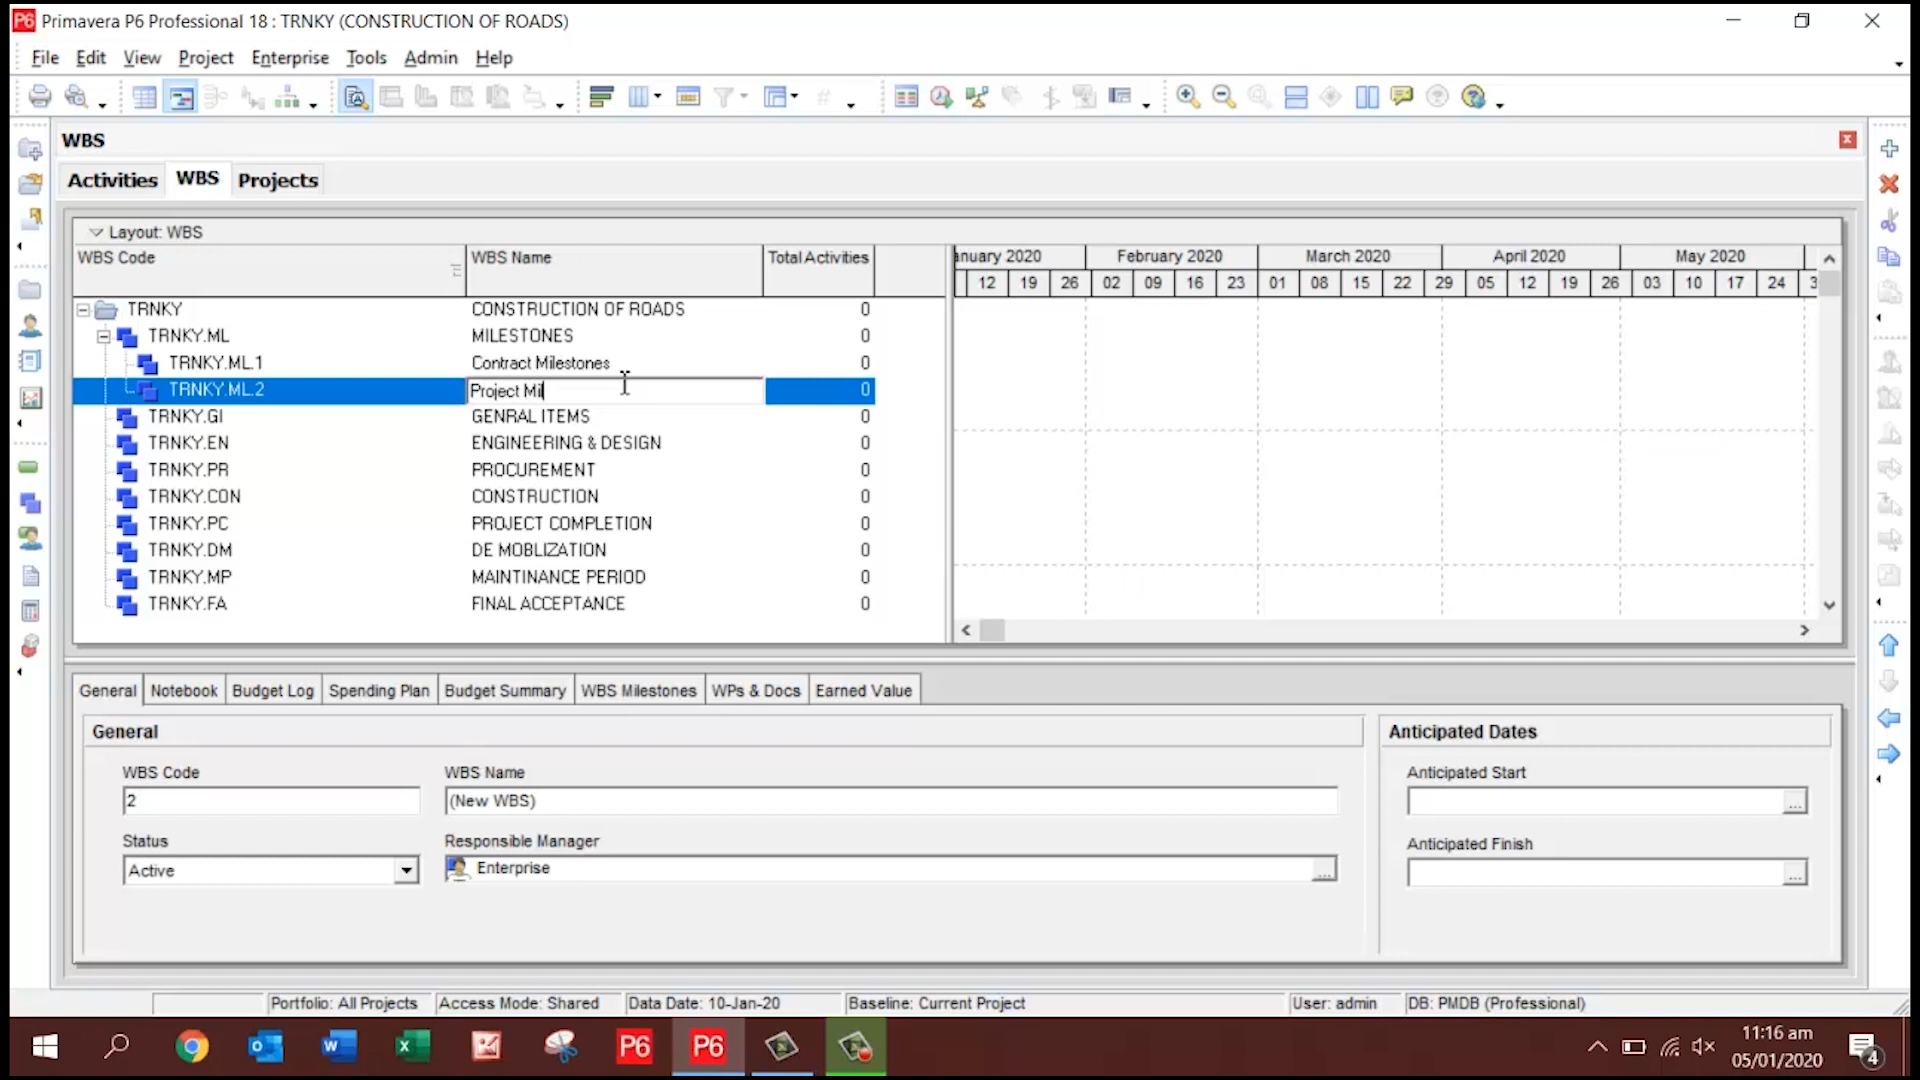 P6 Primavera P6 Professional 18 : TRNKY (CONSTRUCTION OF ROADS)
File Edit View Project Enterprise Tools Admin Help
WBS
Activities WBS Projects
Layout: WBS
WBS Code WBS Name Total Activities
anuary 2020 February 2020 March 2020 April 2020 May 2020
12 19 26 02 09 16 23 01 08 15 22 29 05 12 19 26 03 10 17 24 3
TRNKY CONSTRUCTION OF ROADS 0
TRNKY.ML MILESTONES 0
TRNKY.ML.1 Contract Milestones 0
TRNKY.ML.2 Project Mil 0
TRNKY.GI GENRAL ITEMS 0
TRNKY.EN ENGINEERING & DESIGN 0
TRNKY.PR PROCUREMENT 0
TRNKY.CON CONSTRUCTION 0
TRNKY.PC PROJECT COMPLETION 0
TRNKY.DM DE MOBLIZATION 0
TRNKY.MP MAINTINANCE PERIOD 0
TRNKY.FA FINAL ACCEPTANCE 0
General Notebook Budget Log Spending Plan Budget Summary WBS Milestones WPs & Docs Earned Value
General
Anticipated Dates
WBS Code WBS Name Anticipated Start
2 (New WBS) ...
Status Responsible Manager Anticipated Finish
Active Enterprise ... ...
Portfolio: All Projects Access Mode: Shared Data Date: 10-Jan-20 Baseline: Current Project User: admin DB: PMDB (Professional)
P6 P6
11:16 am
05/01/2020
4